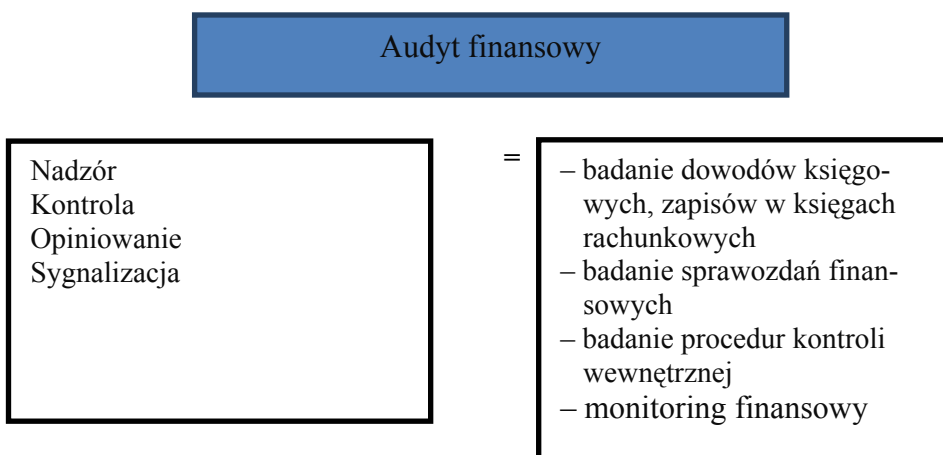 Audyt finansowy
Nadzór
Kontrola
Opiniowanie
Sygnalizacja
=
– badanie dowodów księgo-
wych, zapisów w księgach
rachunkowych
– badanie sprawozdań finan-
sowych
– badanie procedur kontroli
wewnętrznej
– monitoring finansowy